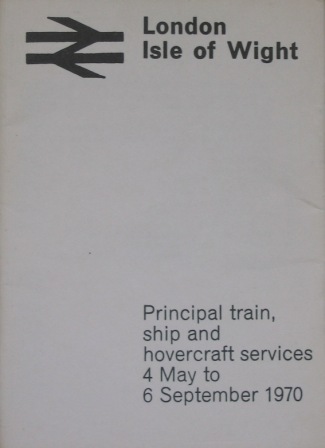 London
Isle of Wight
Principal train,
ship and
hovercraft services
4 May to
6 September 1970